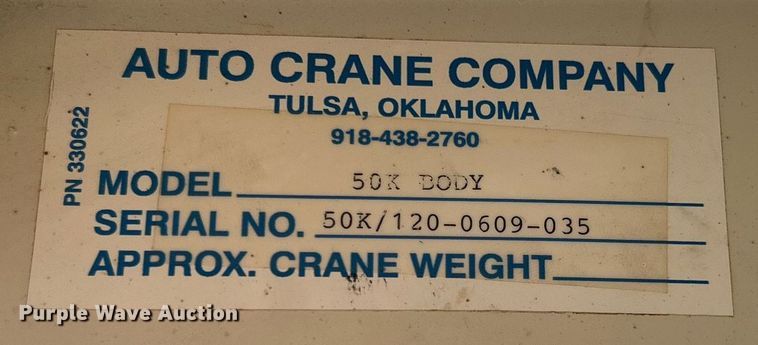 AUTO CRANE COMPANY
TULSA, OKLAHOMA
918-438-2760
PN 330622
MODEL 50K BODY
SERIAL NO. 50K/120-0609-035
APPROX. CRANE WEIGHT
Purple Wave Auction